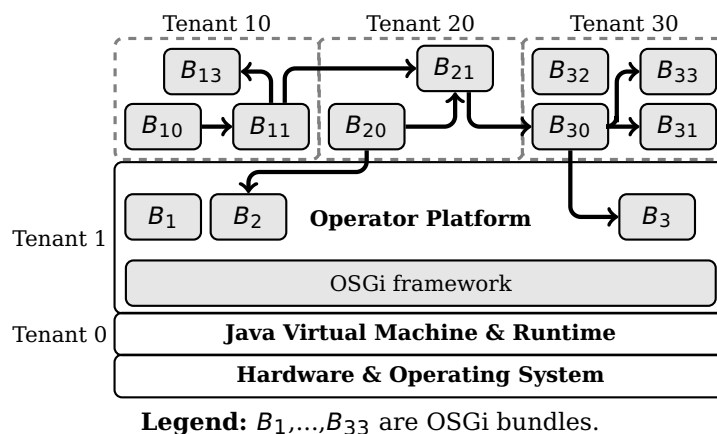 Tenant 10 Tenant 20 Tenant 30
B13 B21 B32 B33
B10 B11 B20 B30 B31
Tenant 1
B1 B2 Operator Platform B3
OSGi framework
Tenant 0
Java Virtual Machine & Runtime
Hardware & Operating System
Legend: B1,...,B33 are OSGi bundles.